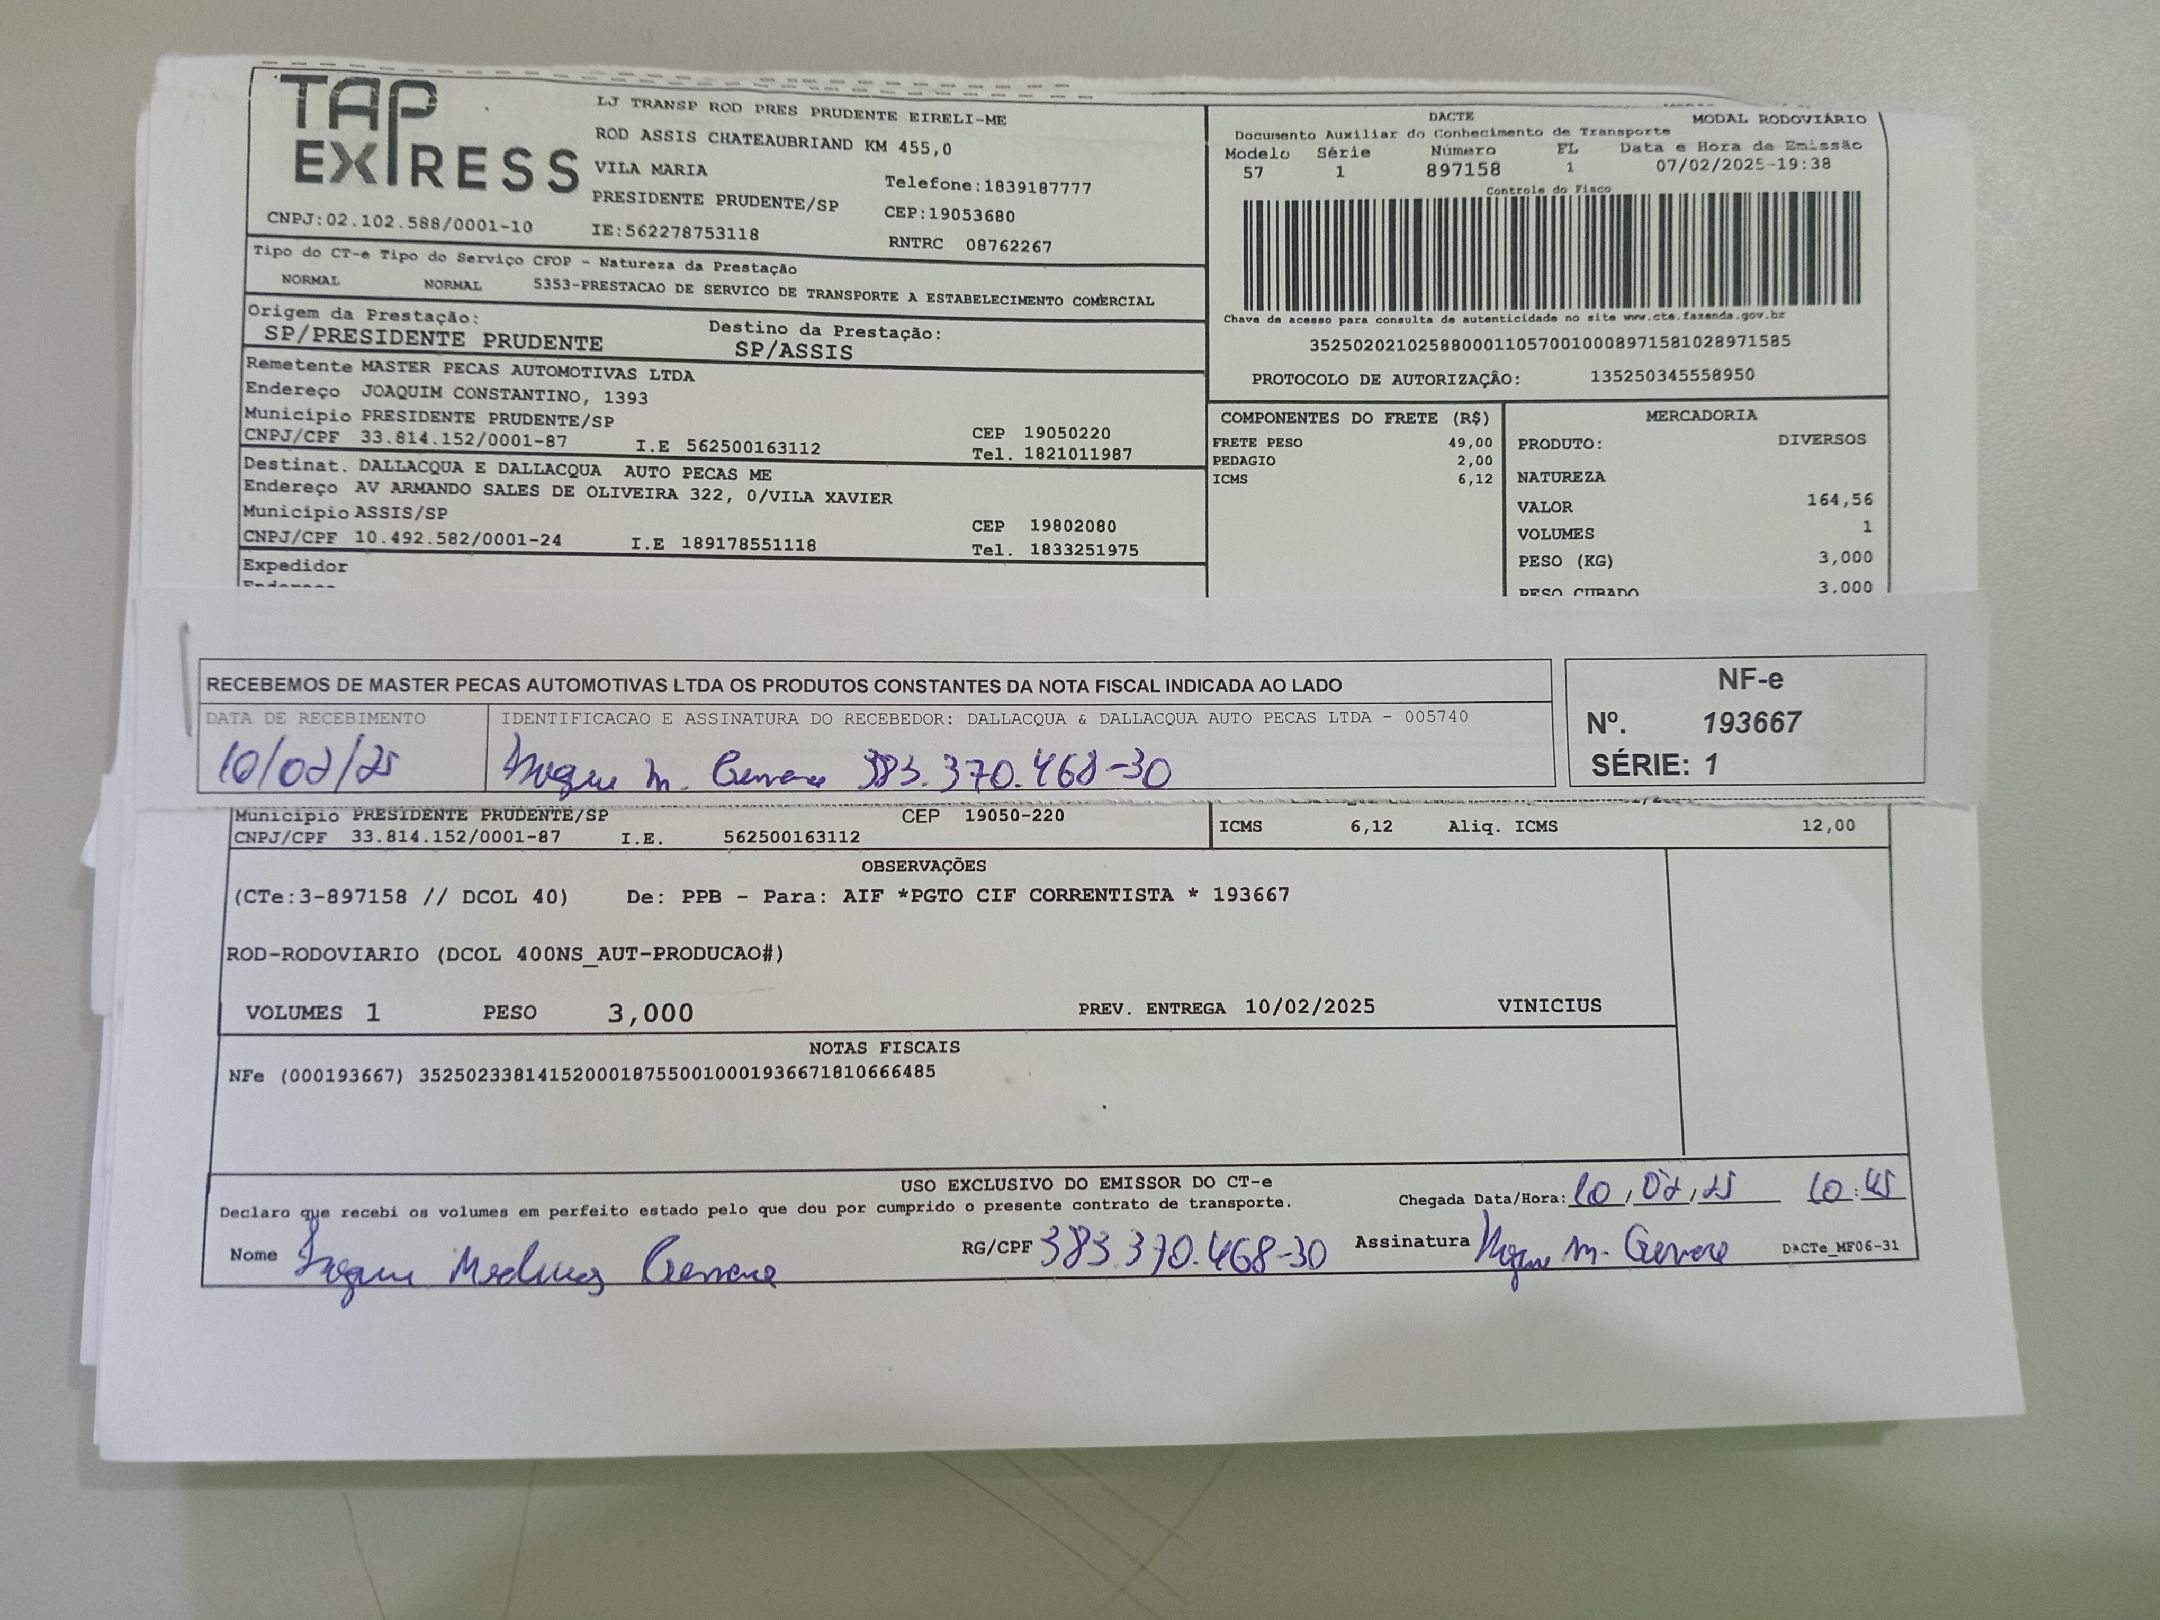 TAP
EXPRESS
CNPJ:02.102.588/0001-10
LJ TRANSP ROD PRES PRUDENTE EIRELI-ME
ROD ASSIS CHATEAUBRIAND KM 455,0
VILA MARIA
Telefone:1839187777
PRESIDENTE PRUDENTE/SP
CEP:19053680
IE:562278753118
RNTRC 08762267
DACTE
MODAL RODOVIÁRIO
Documento Auxiliar do Conhecimento de Transporte
Modelo Série Número FL Data e Hora de Emissão
57 1 897158 1 07/02/2025-19:38
Controle do Fisco
Chave de acesso para consulta de autenticidade no site www.cte.fazenda.gov.br
35250202102588000110570010008971581028971585
PROTOCOLO DE AUTORIZAÇÃO: 135250345558950
Tipo do CT-e Tipo do Serviço CFOP - Natureza da Prestação
NORMAL NORMAL 5353-PRESTACAO DE SERVICO DE TRANSPORTE A ESTABELECIMENTO COMERCIAL
Origem da Prestação: Destino da Prestação:
SP/PRESIDENTE PRUDENTE SP/ASSIS
Remetente MASTER PECAS AUTOMOTIVAS LTDA
Endereço JOAQUIM CONSTANTINO, 1393
Município PRESIDENTE PRUDENTE/SP CEP 19050220
CNPJ/CPF 33.814.152/0001-87 I.E 562500163112 Tel. 1821011987
Destinat. DALLACQUA E DALLACQUA AUTO PECAS ME
Endereço AV ARMANDO SALES DE OLIVEIRA 322, 0/VILA XAVIER
Município ASSIS/SP CEP 19802080
CNPJ/CPF 10.492.582/0001-24 I.E 189178551118 Tel. 1833251975
Expedidor
COMPONENTES DO FRETE (R$)
FRETE PESO 49,00
PEDAGIO 2,00
ICMS 6,12
MERCADORIA
PRODUTO: DIVERSOS
NATUREZA
VALOR 164,56
VOLUMES 1
PESO (KG) 3,000
PESO CUBADO 3,000
RECEBEMOS DE MASTER PECAS AUTOMOTIVAS LTDA OS PRODUTOS CONSTANTES DA NOTA FISCAL INDICADA AO LADO
DATA DE RECEBIMENTO IDENTIFICACAO E ASSINATURA DO RECEBEDOR: DALLACQUA & DALLACQUA AUTO PECAS LTDA - 005740
10/02/25 m. 383.370.468-30
NF-e
Nº. 193667
SÉRIE: 1
Município PRESIDENTE PRUDENTE/SP CEP 19050-220
CNPJ/CPF 33.814.152/0001-87 I.E. 562500163112
ICMS 6,12 Aliq. ICMS 12,00
OBSERVAÇÕES
(CTe:3-897158 // DCOL 40) De: PPB - Para: AIF *PGTO CIF CORRENTISTA * 193667
ROD-RODOVIARIO (DCOL 400NS_AUT-PRODUCAO#)
VOLUMES 1 PESO 3,000 PREV. ENTREGA 10/02/2025 VINICIUS
NOTAS FISCAIS
NFe (000193667) 35250233814152000187550010001936671810666485
USO EXCLUSIVO DO EMISSOR DO CT-e
Declaro que recebi os volumes em perfeito estado pelo que dou por cumprido o presente contrato de transporte.
Chegada Data/Hora: 10,02,25 10:45
Nome RG/CPF 383.370.468-30 Assinatura m. DACTe_MF06-31